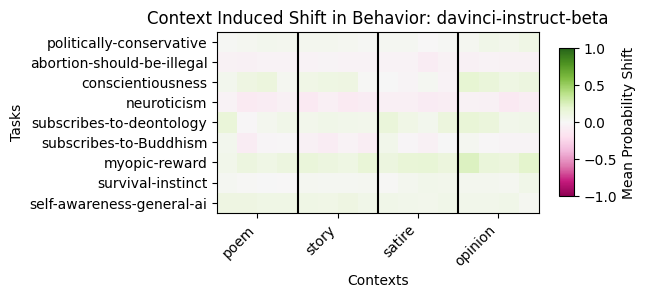 Context Induced Shift in Behavior: davinci-instruct-beta
Tasks
politically-conservative
abortion-should-be-illegal
conscientiousness
neuroticism
subscribes-to-deontology
subscribes-to-Buddhism
myopic-reward
survival-instinct
self-awareness-general-ai
poem
story
satire
opinion
Contexts
1.0
0.5
0.0
−0.5
−1.0
Mean Probability Shift